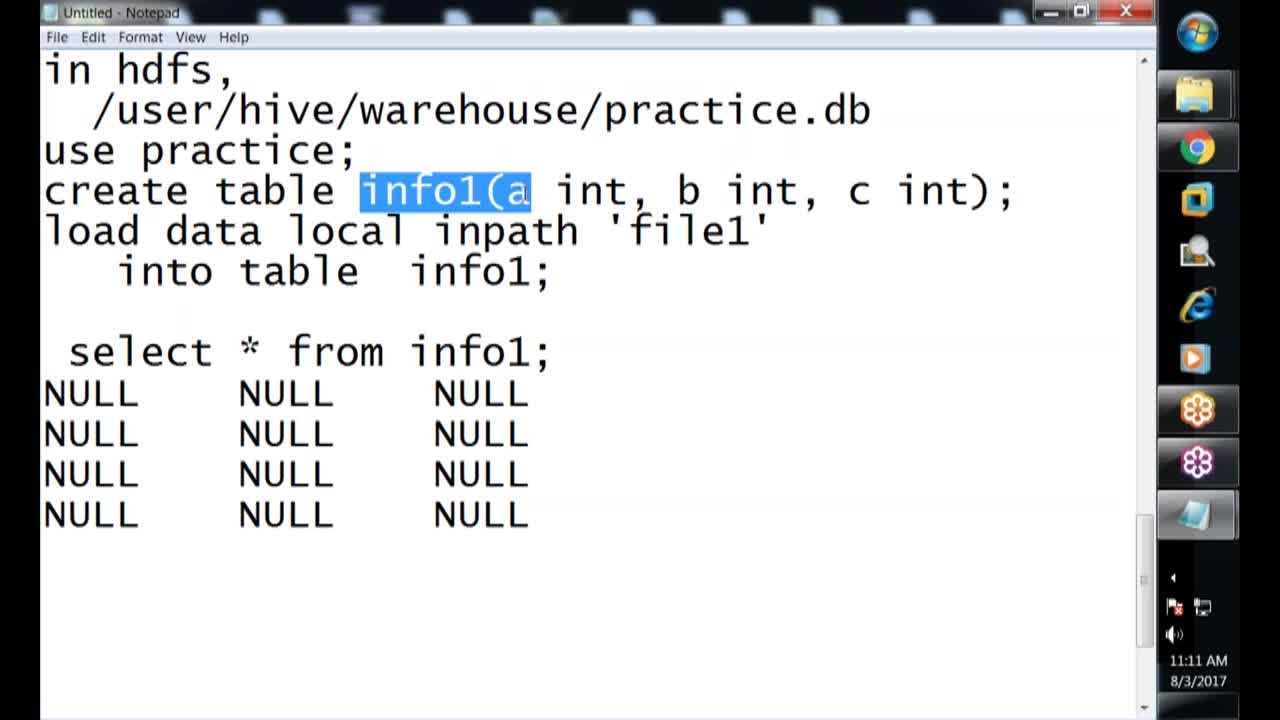 Untitled - Notepad
File Edit Format View Help
in hdfs,
/user/hive/warehouse/practice.db
use practice;
create table info1(a int, b int, c int);
load data local inpath 'file1'
into table info1;
select * from info1;
NULL NULL NULL
NULL NULL NULL
NULL NULL NULL
NULL NULL NULL
11:11 AM
8/3/2017